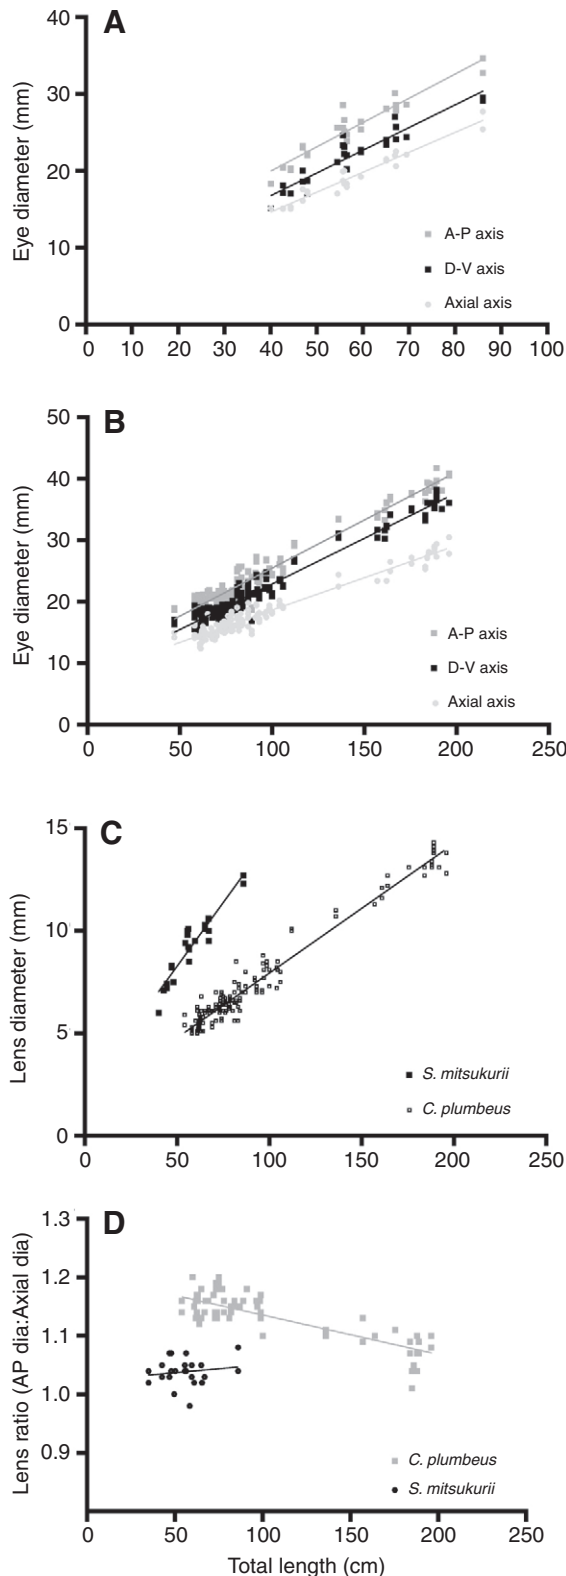 A
Eye diameter (mm)
40
30
20
10
0
A-P axis
D-V axis
Axial axis
0 10 20 30 40 50 60 70 80 90 100
B
Eye diameter (mm)
50
40
30
20
10
0
A-P axis
D-V axis
Axial axis
0 50 100 150 200 250
C
Lens diameter (mm)
15
10
5
0
S. mitsukurii
C. plumbeus
0 50 100 150 200 250
D
Lens ratio (AP dia:Axial dia)
1.3
1.2
1.1
1.0
0.9
C. plumbeus
S. mitsukurii
0 50 100 150 200 250
Total length (cm)